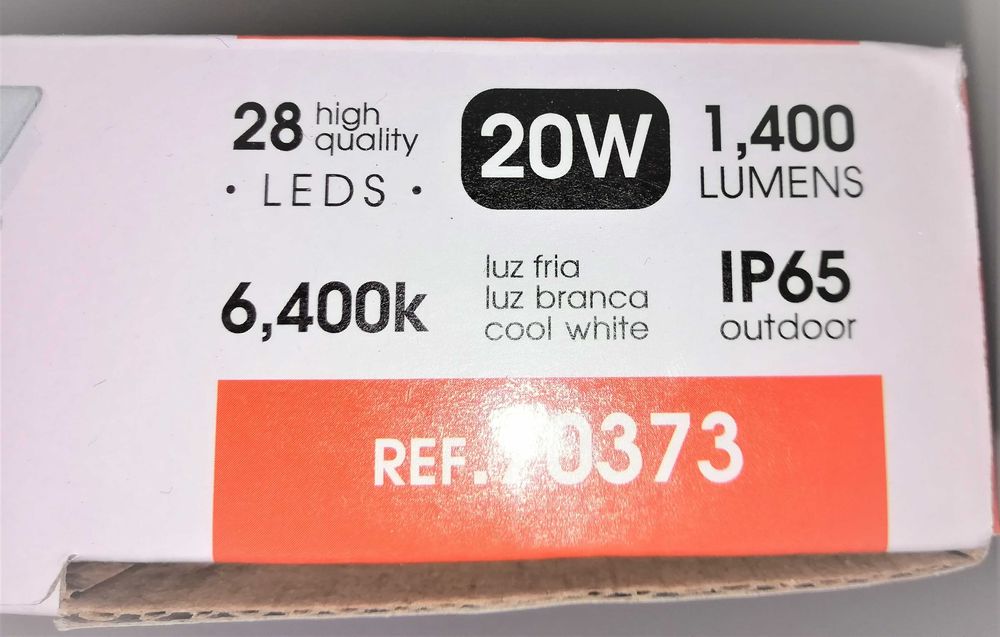 28 high quality
· LEDS ·
20W
1,400
LUMENS
6,400k
luz fria
luz branca
cool white
IP65
outdoor
REF.